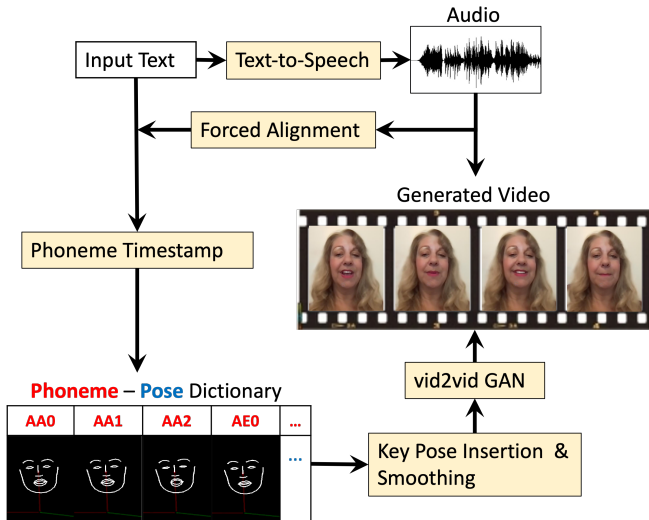 Audio
Input Text
Text-to-Speech
Forced Alignment
Generated Video
Phoneme Timestamp
vid2vid GAN
Phoneme – Pose Dictionary
AA0 AA1 AA2 AE0 ...
...
Key Pose Insertion &
Smoothing